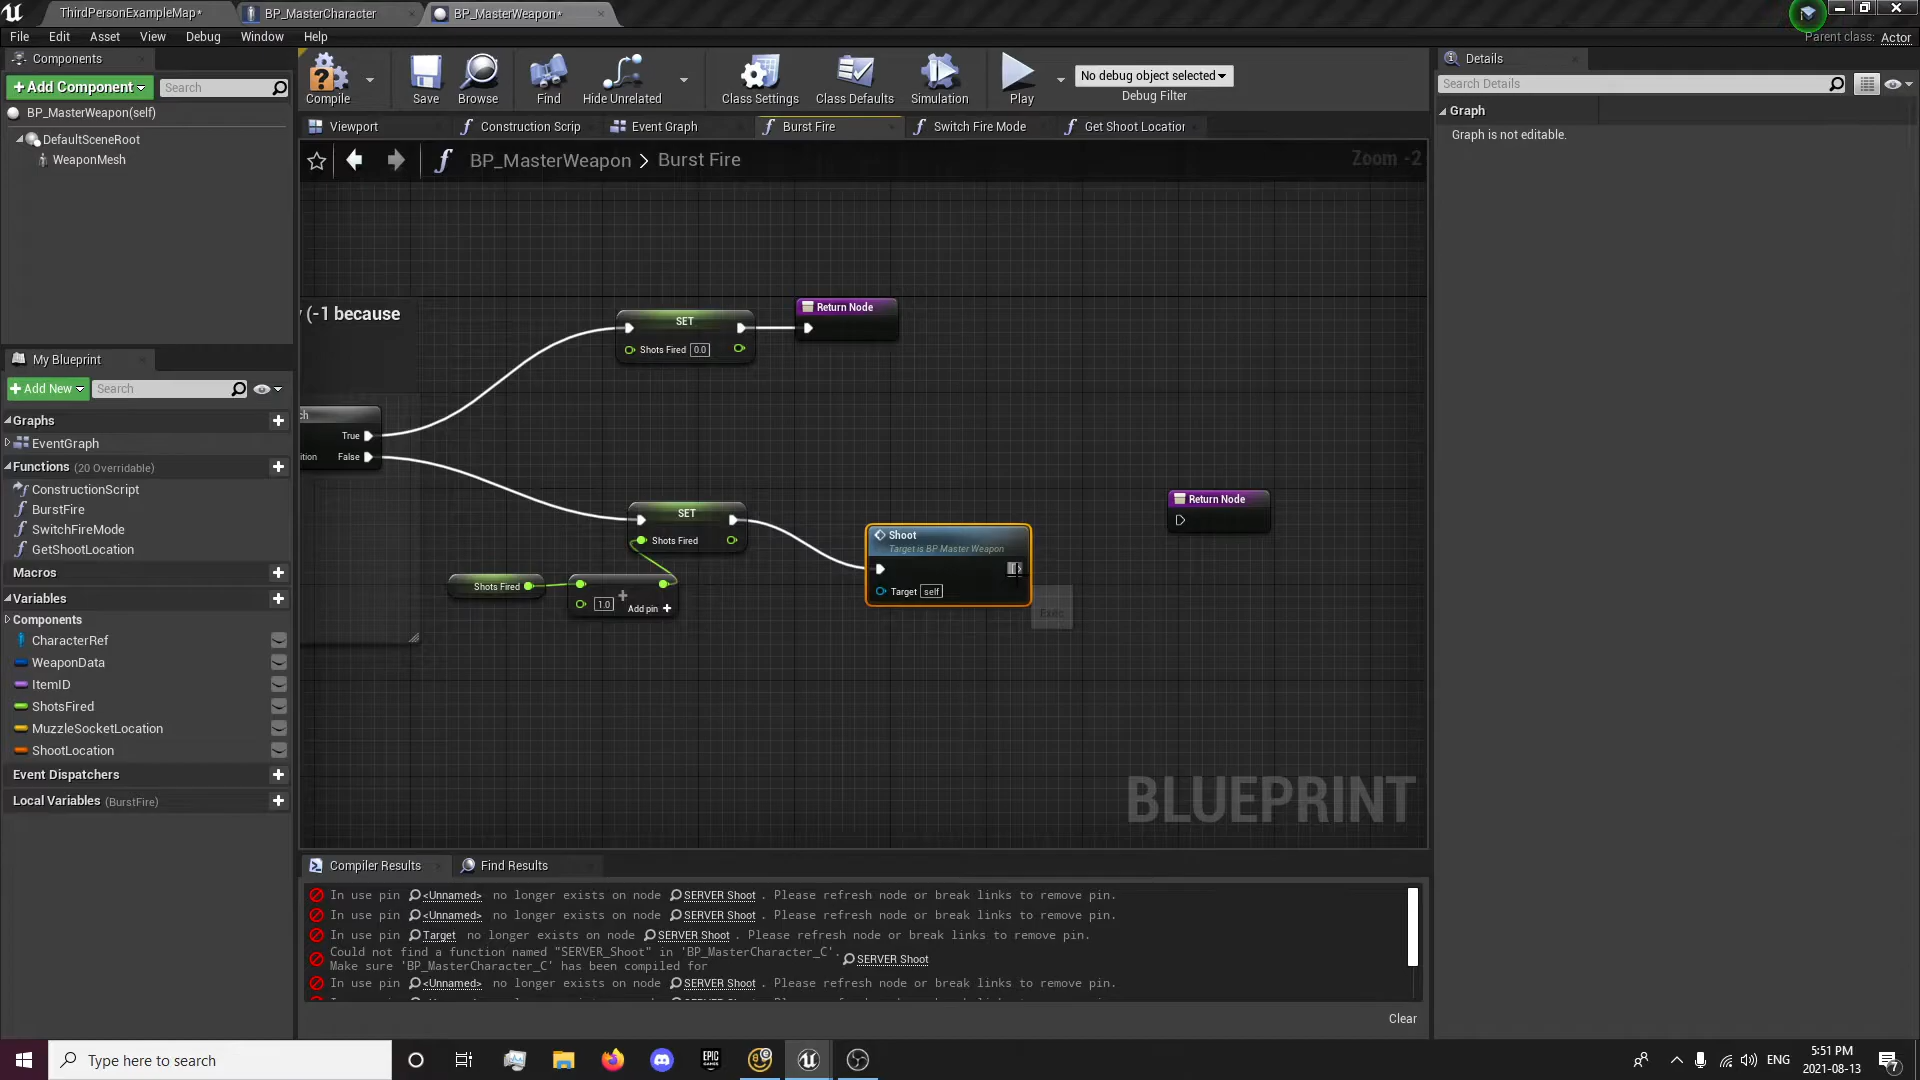 ThirdPersonExampleMap*
BP_MasterCharacter
BP_MasterWeapon*
File Edit Asset View Debug Window Help
Parent class: Actor
Components
Add Component
Search
BP_MasterWeapon(self)
DefaultSceneRoot
WeaponMesh
Compile
Save
Browse
Find
Hide Unrelated
Class Settings
Class Defaults
Simulation
Play
No debug object selected
Debug Filter
Viewport
Construction Scrip
Event Graph
Burst Fire
Switch Fire Mode
Get Shoot Location
BP_MasterWeapon > Burst Fire
Zoom -2
Details
Search Details
Graph
Graph is not editable.
My Blueprint
Add New
Search
Graphs
EventGraph
Functions (20 Overridable)
ConstructionScript
BurstFire
SwitchFireMode
GetShootLocation
Macros
Variables
Components
CharacterRef
WeaponData
ItemID
ShotsFired
MuzzleSocketLocation
ShootLocation
Event Dispatchers
Local Variables (BurstFire)
(-1 because
SET
Shots Fired 0.0
Return Node
ch
True
ition False
SET
Shots Fired
Shots Fired
1.0
Add pin +
Shoot
Target is BP Master Weapon
Target self
Exec
Return Node
BLUEPRINT
Compiler Results
Find Results
In use pin <Unnamed> no longer exists on node SERVER Shoot . Please refresh node or break links to remove pin.
In use pin <Unnamed> no longer exists on node SERVER Shoot . Please refresh node or break links to remove pin.
In use pin Target no longer exists on node SERVER Shoot . Please refresh node or break links to remove pin.
Could not find a function named "SERVER_Shoot" in 'BP_MasterCharacter_C'.
Make sure 'BP_MasterCharacter_C' has been compiled for SERVER Shoot
In use pin <Unnamed> no longer exists on node SERVER Shoot . Please refresh node or break links to remove pin.
Clear
Type here to search
EPIC GAMES
ENG
5:51 PM
2021-08-13
7